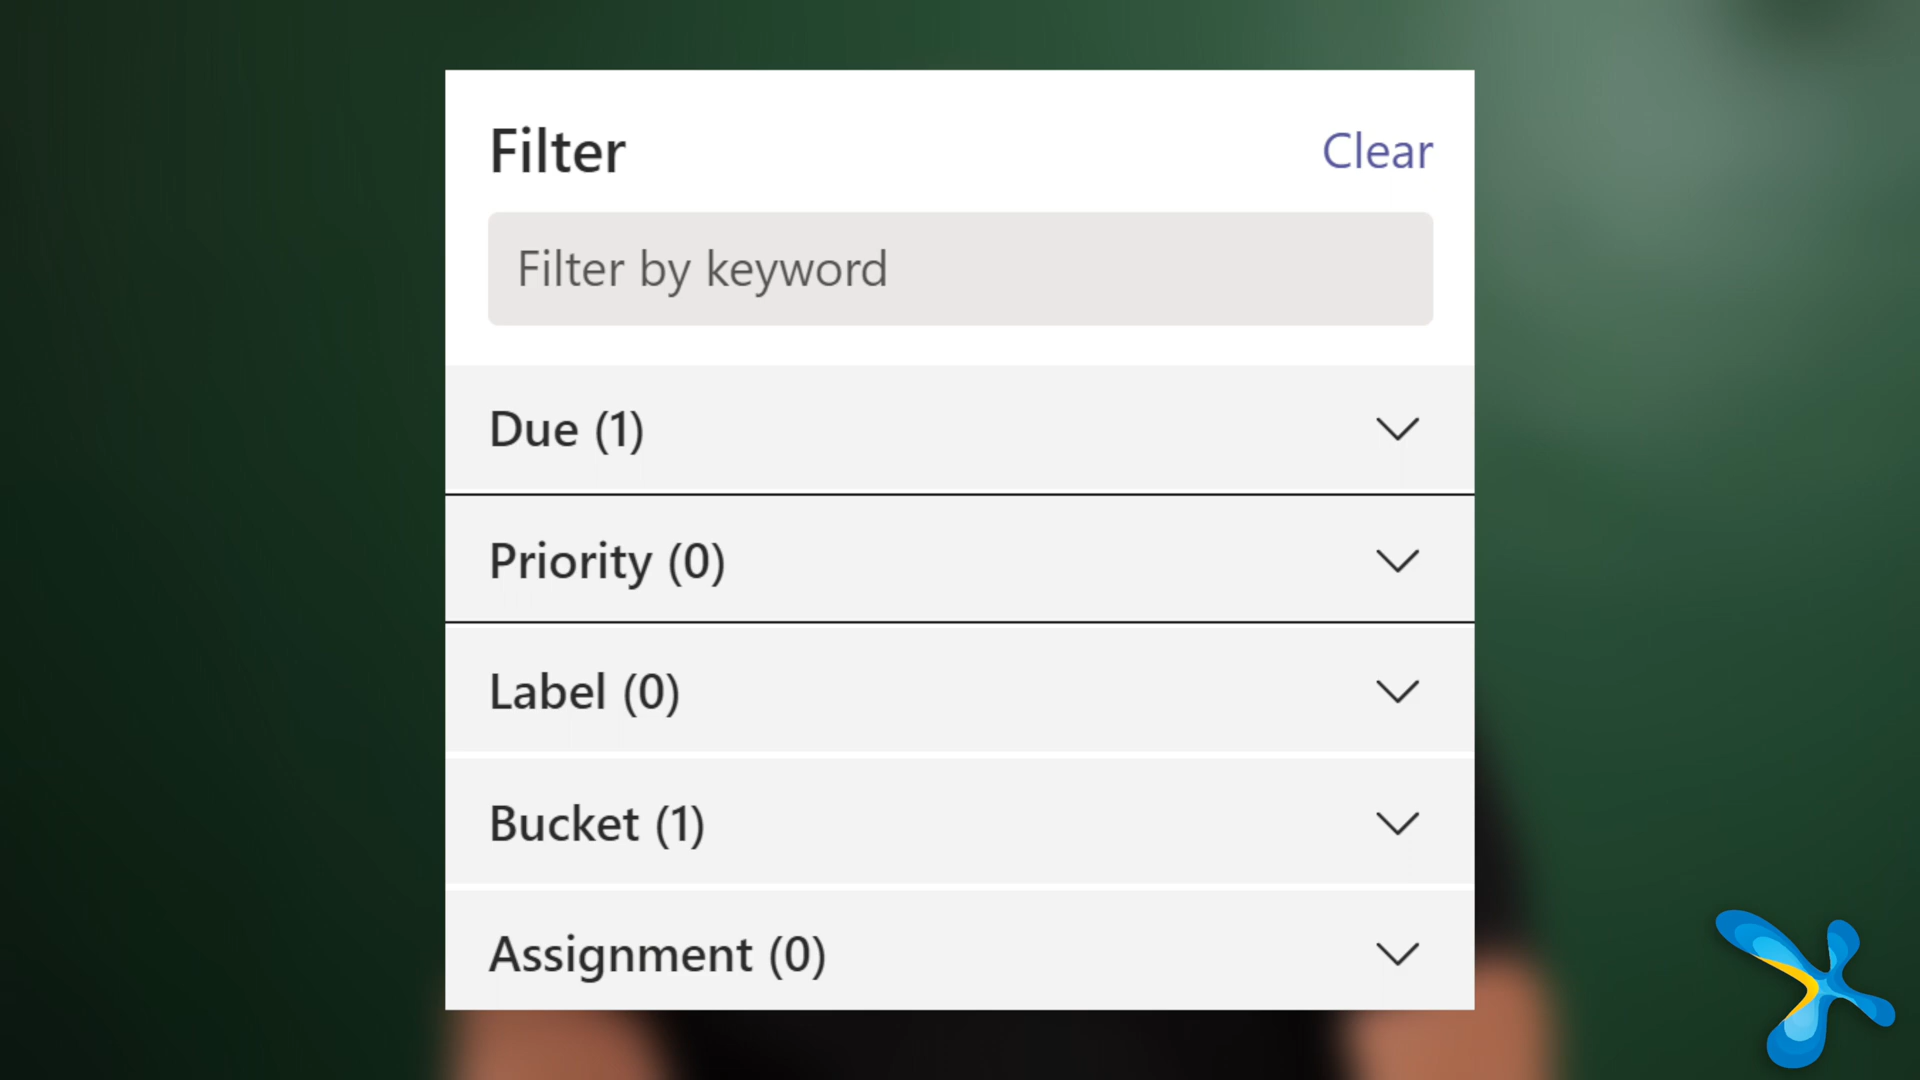 Filter
Clear
Filter by keyword
Due (1)
Priority (0)
Label (0)
Bucket (1)
Assignment (0)